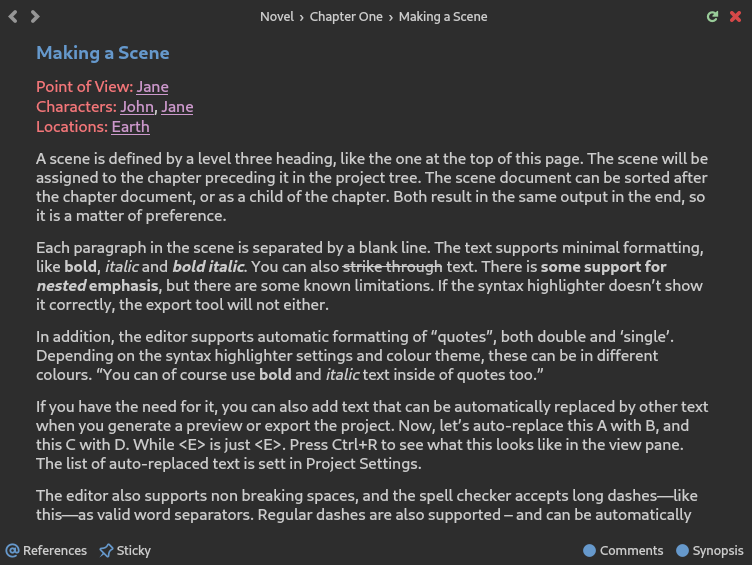 Novel › Chapter One › Making a Scene
Making a Scene
Point of View: Jane
Characters: John, Jane
Locations: Earth
A scene is defined by a level three heading, like the one at the top of this page. The scene will be
assigned to the chapter preceding it in the project tree. The scene document can be sorted after
the chapter document, or as a child of the chapter. Both result in the same output in the end, so
it is a matter of preference.
Each paragraph in the scene is separated by a blank line. The text supports minimal formatting,
like bold, italic and bold italic. You can also strike through text. There is some support for
nested emphasis, but there are some known limitations. If the syntax highlighter doesn’t show
it correctly, the export tool will not either.
In addition, the editor supports automatic formatting of “quotes”, both double and ‘single’.
Depending on the syntax highlighter settings and colour theme, these can be in different
colours. “You can of course use bold and italic text inside of quotes too.”
If you have the need for it, you can also add text that can be automatically replaced by other text
when you generate a preview or export the project. Now, let’s auto-replace this A with B, and
this C with D. While <E> is just <E>. Press Ctrl+R to see what this looks like in the view pane.
The list of auto-replaced text is sett in Project Settings.
The editor also supports non breaking spaces, and the spell checker accepts long dashes—like
this—as valid word separators. Regular dashes are also supported – and can be automatically
References Sticky Comments Synopsis